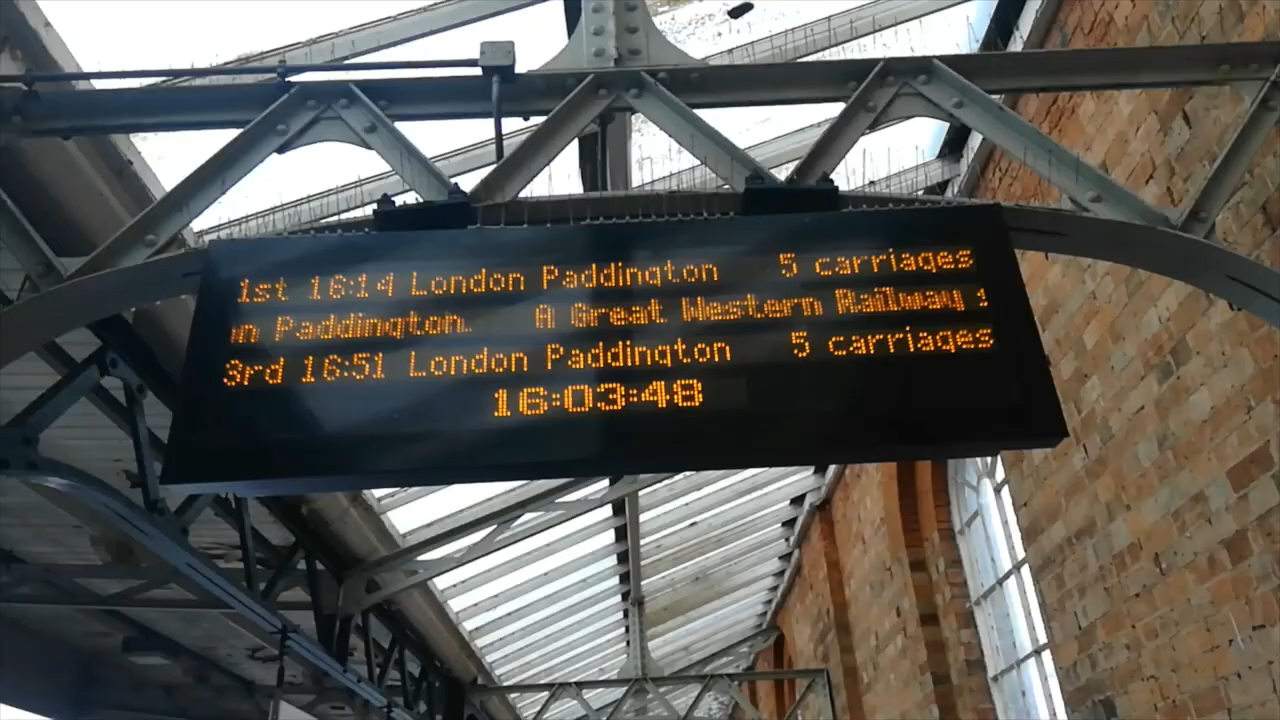 1st 16:14 London Paddington 5 carriages
n Paddington. A Great Western Railway
3rd 16:51 London Paddington 5 carriages
16:03:48